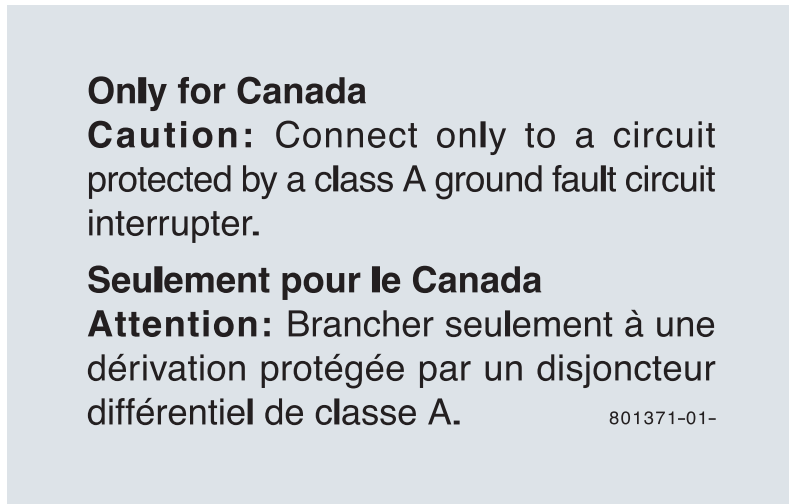 Only for Canada
Caution: Connect only to a circuit
protected by a class A ground fault circuit
interrupter.
Seulement pour le Canada
Attention: Brancher seulement à une
dérivation protégée par un disjoncteur
différentiel de classe A.
801371-01-